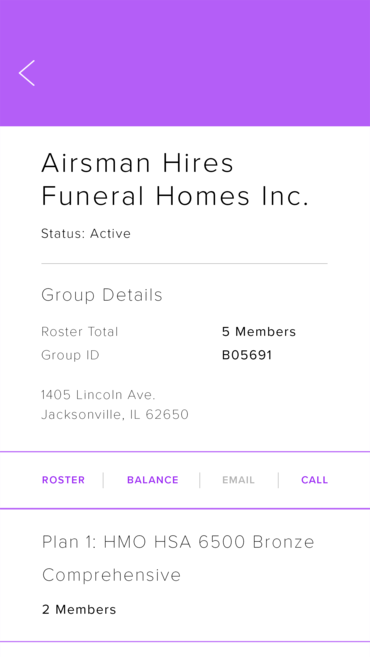 Airsman Hires
Funeral Homes Inc.
Status: Active
Group Details
Roster Total 5 Members
Group ID B05691
1405 Lincoln Ave.
Jacksonville, IL 62650
ROSTER BALANCE EMAIL CALL
Plan 1: HMO HSA 6500 Bronze
Comprehensive
2 Members